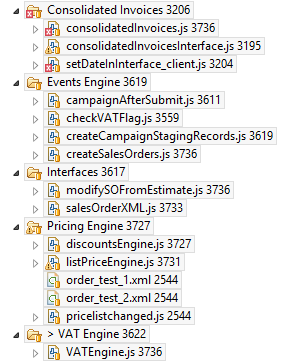 Consolidated Invoices 3206
consolidatedInvoices.js 3736
consolidatedInvoicesInterface.js 3195
setDateInInterface_client.js 3204
Events Engine 3619
campaignAfterSubmit.js 3611
checkVATFlag.js 3559
createCampaignStagingRecords.js 3619
createSalesOrders.js 3736
Interfaces 3617
modifySOFromEstimate.js 3736
salesOrderXML.js 3733
Pricing Engine 3727
discountsEngine.js 3727
listPriceEngine.js 3731
order_test_1.xml 2544
order_test_2.xml 2544
pricelistchanged.js 2544
> VAT Engine 3622
VATEngine.js 3736